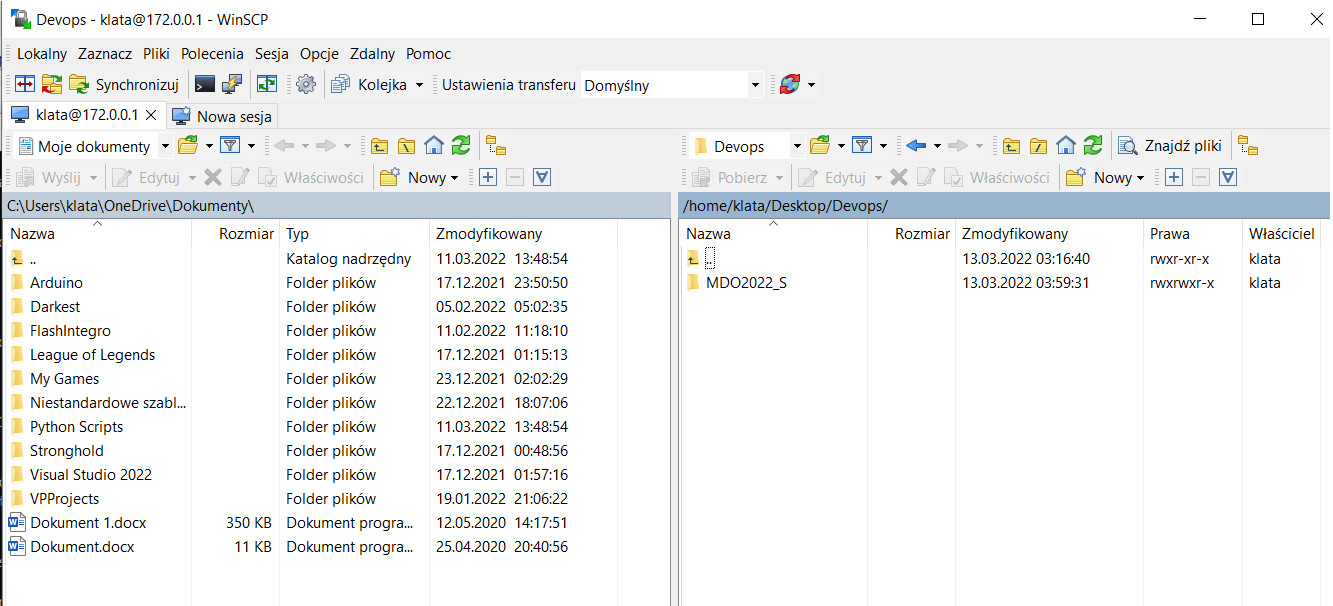 Devops - klata@172.0.0.1 - WinSCP
Lokalny Zaznacz Pliki Polecenia Sesja Opcje Zdalny Pomoc
Synchronizuj Kolejka Ustawienia transferu Domyślny
klata@172.0.0.1 Nowa sesja
Moje dokumenty Devops Znajdź pliki
Wyślij Edytuj Właściwości Nowy Pobierz Edytuj Właściwości Nowy
C:\Users\klata\OneDrive\Dokumenty\ /home/klata/Desktop/Devops/
Nazwa Rozmiar Typ Zmodyfikowany Nazwa Rozmiar Zmodyfikowany Prawa Właściciel
.. Katalog nadrzędny 11.03.2022 13:48:54 .. 13.03.2022 03:16:40 rwxr-xr-x klata
Arduino Folder plików 17.12.2021 23:50:50 MDO2022_S 13.03.2022 03:59:31 rwxrwxr-x klata
Darkest Folder plików 05.02.2022 05:02:35
FlashIntegro Folder plików 11.02.2022 11:18:10
League of Legends Folder plików 17.12.2021 01:15:13
My Games Folder plików 23.12.2021 02:02:29
Niestandardowe szabl... Folder plików 22.12.2021 18:07:06
Python Scripts Folder plików 11.03.2022 13:48:54
Stronghold Folder plików 17.12.2021 00:48:56
Visual Studio 2022 Folder plików 17.12.2021 01:57:16
VPProjects Folder plików 19.01.2022 21:06:22
Dokument 1.docx 350 KB Dokument progra... 12.05.2020 14:17:51
Dokument.docx 11 KB Dokument progra... 25.04.2020 20:40:56